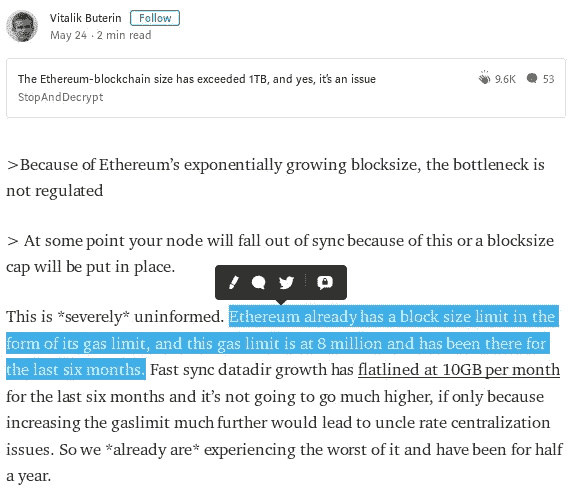 Vitalik Buterin Follow
May 24 · 2 min read
The Ethereum-blockchain size has exceeded 1TB, and yes, it's an issue 9.6K 53
StopAndDecrypt
>Because of Ethereum's exponentially growing blocksize, the bottleneck is
not regulated
> At some point your node will fall out of sync because of this or a blocksize
cap will be put in place.
This is *severely* uninformed. Ethereum already has a block size limit in the
form of its gas limit, and this gas limit is at 8 million and has been there for
the last six months. Fast sync datadir growth has flatlined at 10GB per month
for the last six months and it's not going to go much higher, if only because
increasing the gaslimit much further would lead to uncle rate centralization
issues. So we *already are* experiencing the worst of it and have been for half
a year.